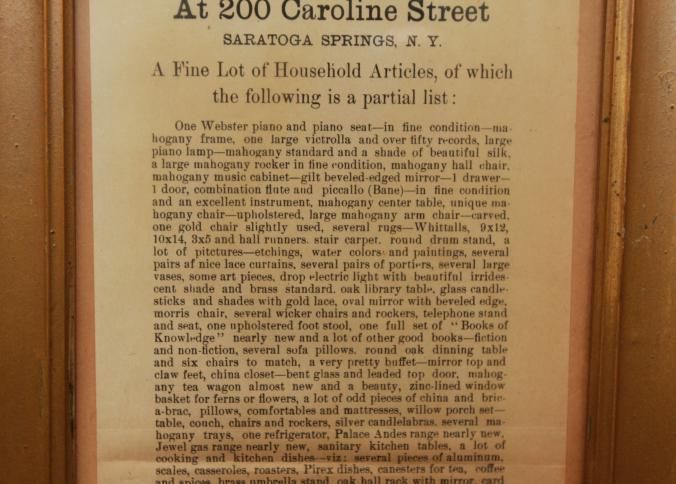 At 200 Caroline Street
SARATOGA SPRINGS, N. Y.
A Fine Lot of Household Articles, of which
the following is a partial list:
One Webster piano and piano seat—in fine condition—ma-
hogany frame, one large victrolla and over fifty records, large
piano lamp—mahogany standard and a shade of beautiful silk,
a large mahogany rocker in fine condition, mahogany hall chair,
mahogany music cabinet—gilt beveled-edged mirror—1 drawer—
1 door, combination flute and piccallo (Bane)—in fine condition
and an excellent instrument, mahogany center table, unique ma-
hogany chair—upholstered, large mahogany arm chair—carved,
one gold chair slightly used, several rugs—Whittalls, 9x12,
10x14, 3x5 and hall runners. stair carpet. round drum stand, a
lot of pitctures—etchings, water colors and paintings, several
pairs af nice lace curtains, several pairs of portiers, several large
vases, some art pieces, drop electric light with beautiful irrides-
cent shade and brass standard. oak library table, glass candle-
sticks and shades with gold lace, oval mirror with beveled edge,
morris chair, several wicker chairs and rockers, telephone stand
and seat, one upholstered foot stool, one full set of "Books of
Knowledge" nearly new and a lot of other good books—fiction
and non-fiction, several sofa pillows. round oak dinning table
and six chairs to match, a very pretty buffet—mirror top and
claw feet, china closet—bent glass and leaded top door. mahog-
any tea wagon almost new and a beauty, zinc-lined window
basket for ferns or flowers, a lot of odd pieces of china and bric-
a-brac, pillows, comfortables and mattresses, willow porch set—
table, couch, chairs and rockers, silver candlelabras. several ma-
hogany trays, one refrigerator, Palace Andes range nearly new,
Jewel gas range nearly new, sanitary kitchen tables, a lot of
cooking and kitchen dishes—viz: several pieces of aluminum,
scales, casseroles, roasters, Pirex dishes, canesters for tea, coffee
and spices, brass umbrella stand, oak hall rack with mirror, card